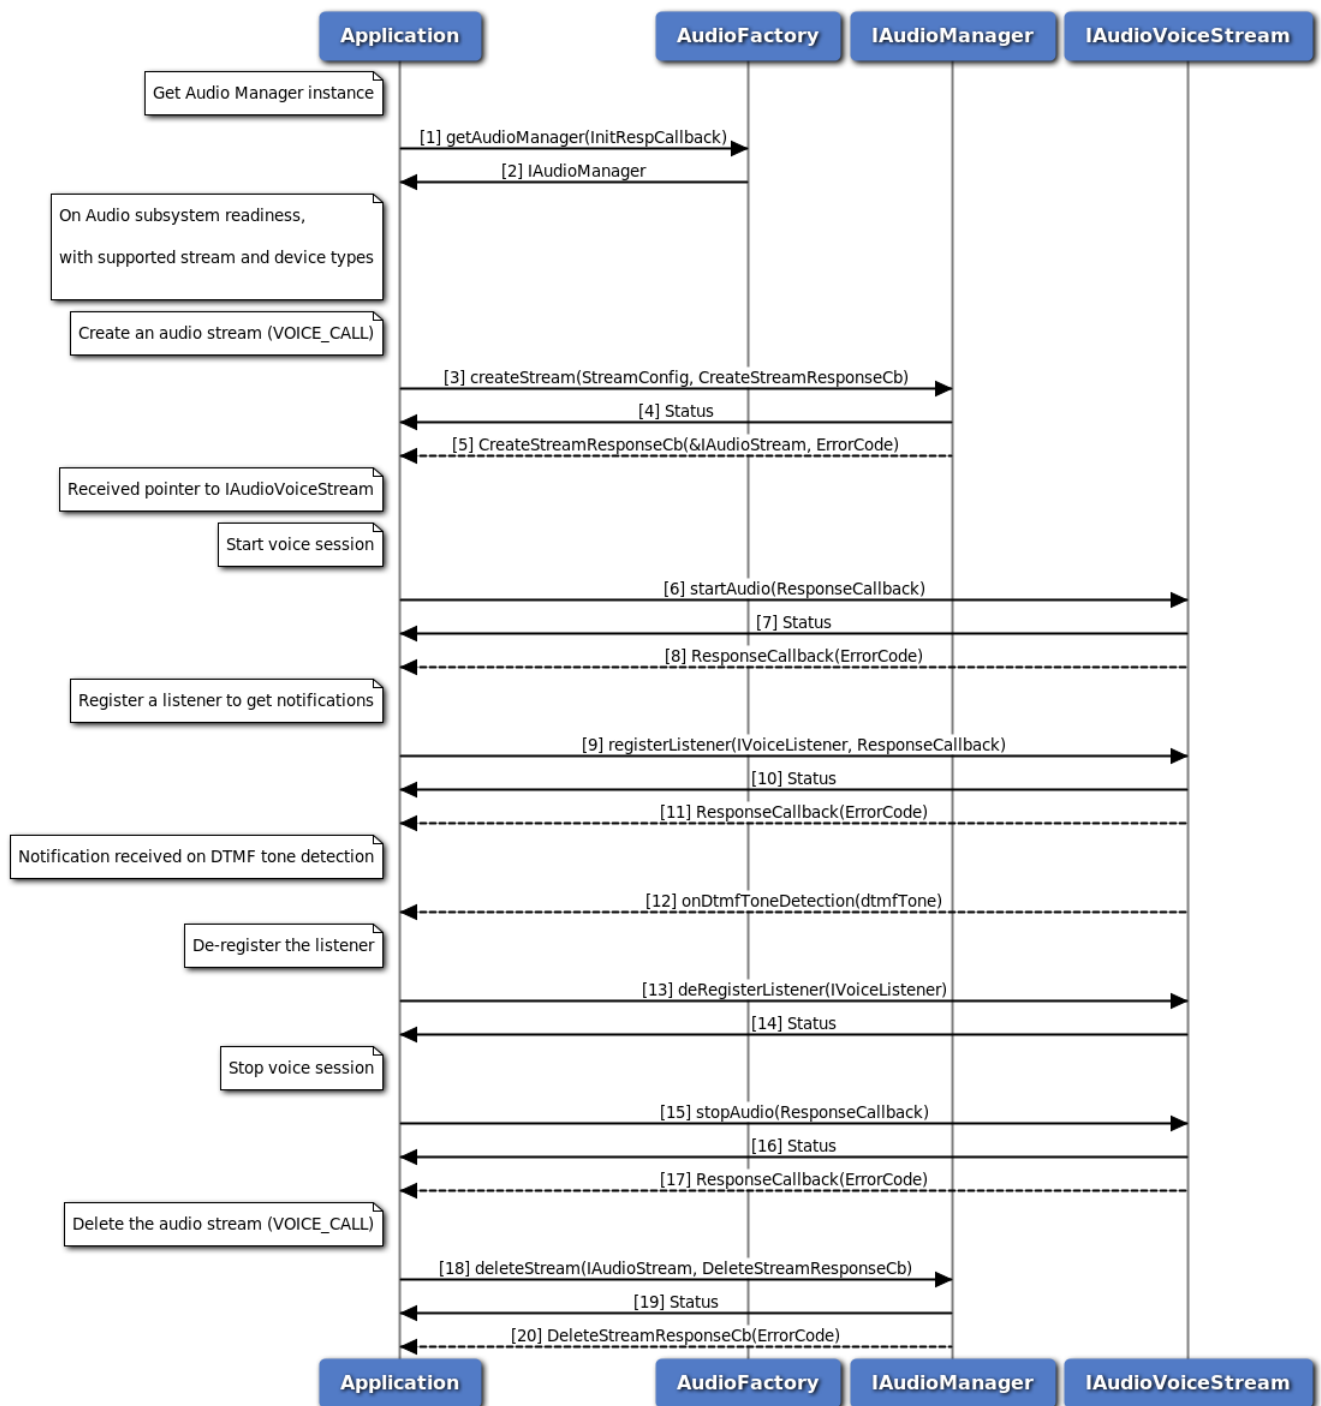 Application
AudioFactory
IAudioManager
IAudioVoiceStream
Get Audio Manager instance
[1] getAudioManager(InitRespCallback)
[2] IAudioManager
On Audio subsystem readiness,
with supported stream and device types
Create an audio stream (VOICE_CALL)
[3] createStream(StreamConfig, CreateStreamResponseCb)
[4] Status
[5] CreateStreamResponseCb(&IAudioStream, ErrorCode)
Received pointer to IAudioVoiceStream
Start voice session
[6] startAudio(ResponseCallback)
[7] Status
[8] ResponseCallback(ErrorCode)
Register a listener to get notifications
[9] registerListener(IVoiceListener, ResponseCallback)
[10] Status
[11] ResponseCallback(ErrorCode)
Notification received on DTMF tone detection
[12] onDtmfToneDetection(dtmfTone)
De-register the listener
[13] deRegisterListener(IVoiceListener)
[14] Status
Stop voice session
[15] stopAudio(ResponseCallback)
[16] Status
[17] ResponseCallback(ErrorCode)
Delete the audio stream (VOICE_CALL)
[18] deleteStream(IAudioStream, DeleteStreamResponseCb)
[19] Status
[20] DeleteStreamResponseCb(ErrorCode)
Application
AudioFactory
IAudioManager
IAudioVoiceStream